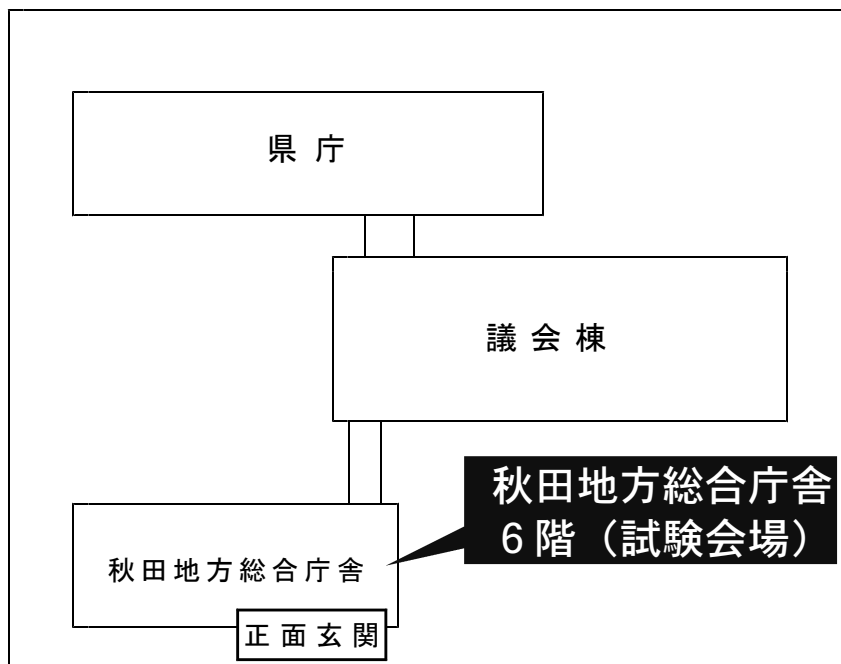 県庁
議会棟
秋田地方総合庁舎
6階（試験会場）
秋田地方総合庁舎
正面玄関